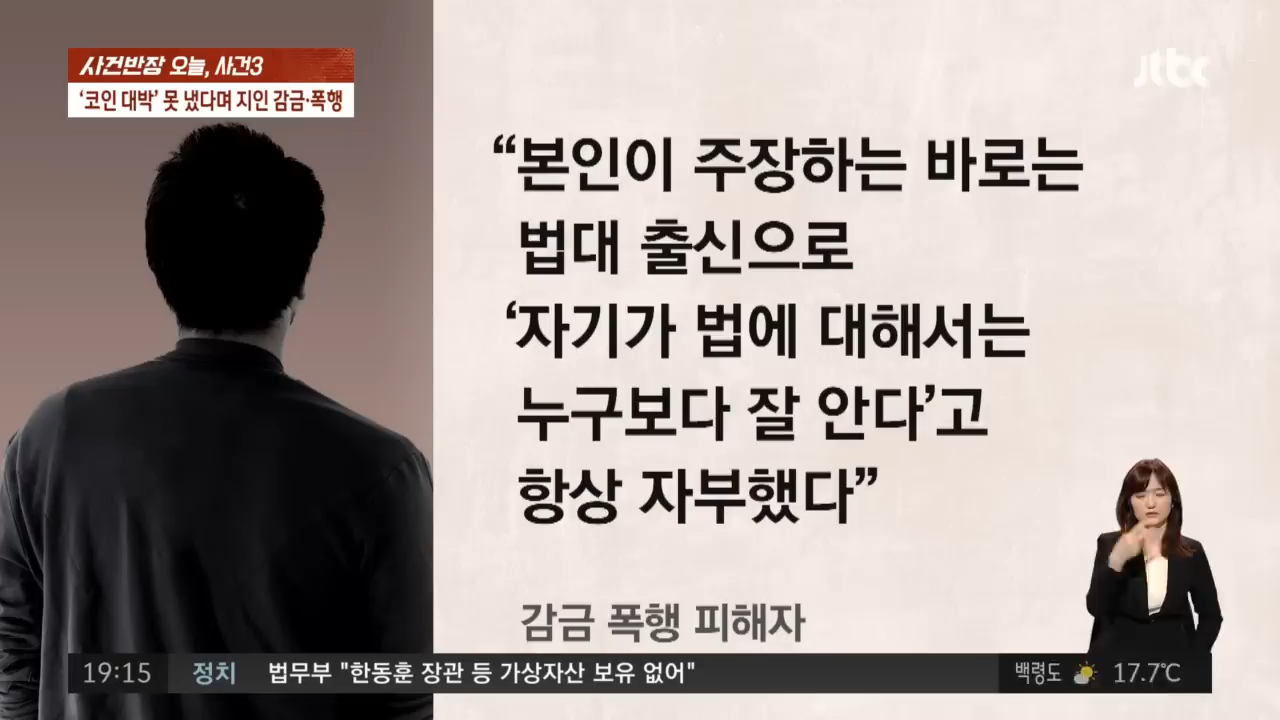 사건반장 오늘, 사건3
‘코인 대박’ 못 냈다며 지인 감금·폭행
jtbc
“본인이 주장하는 바로는
법대 출신으로
‘자기가 법에 대해서는
누구보다 잘 안다’고
항상 자부했다”
감금 폭행 피해자
19:15 정치 법무부 "한동훈 장관 등 가상자산 보유 없어" 백령도 17.7℃